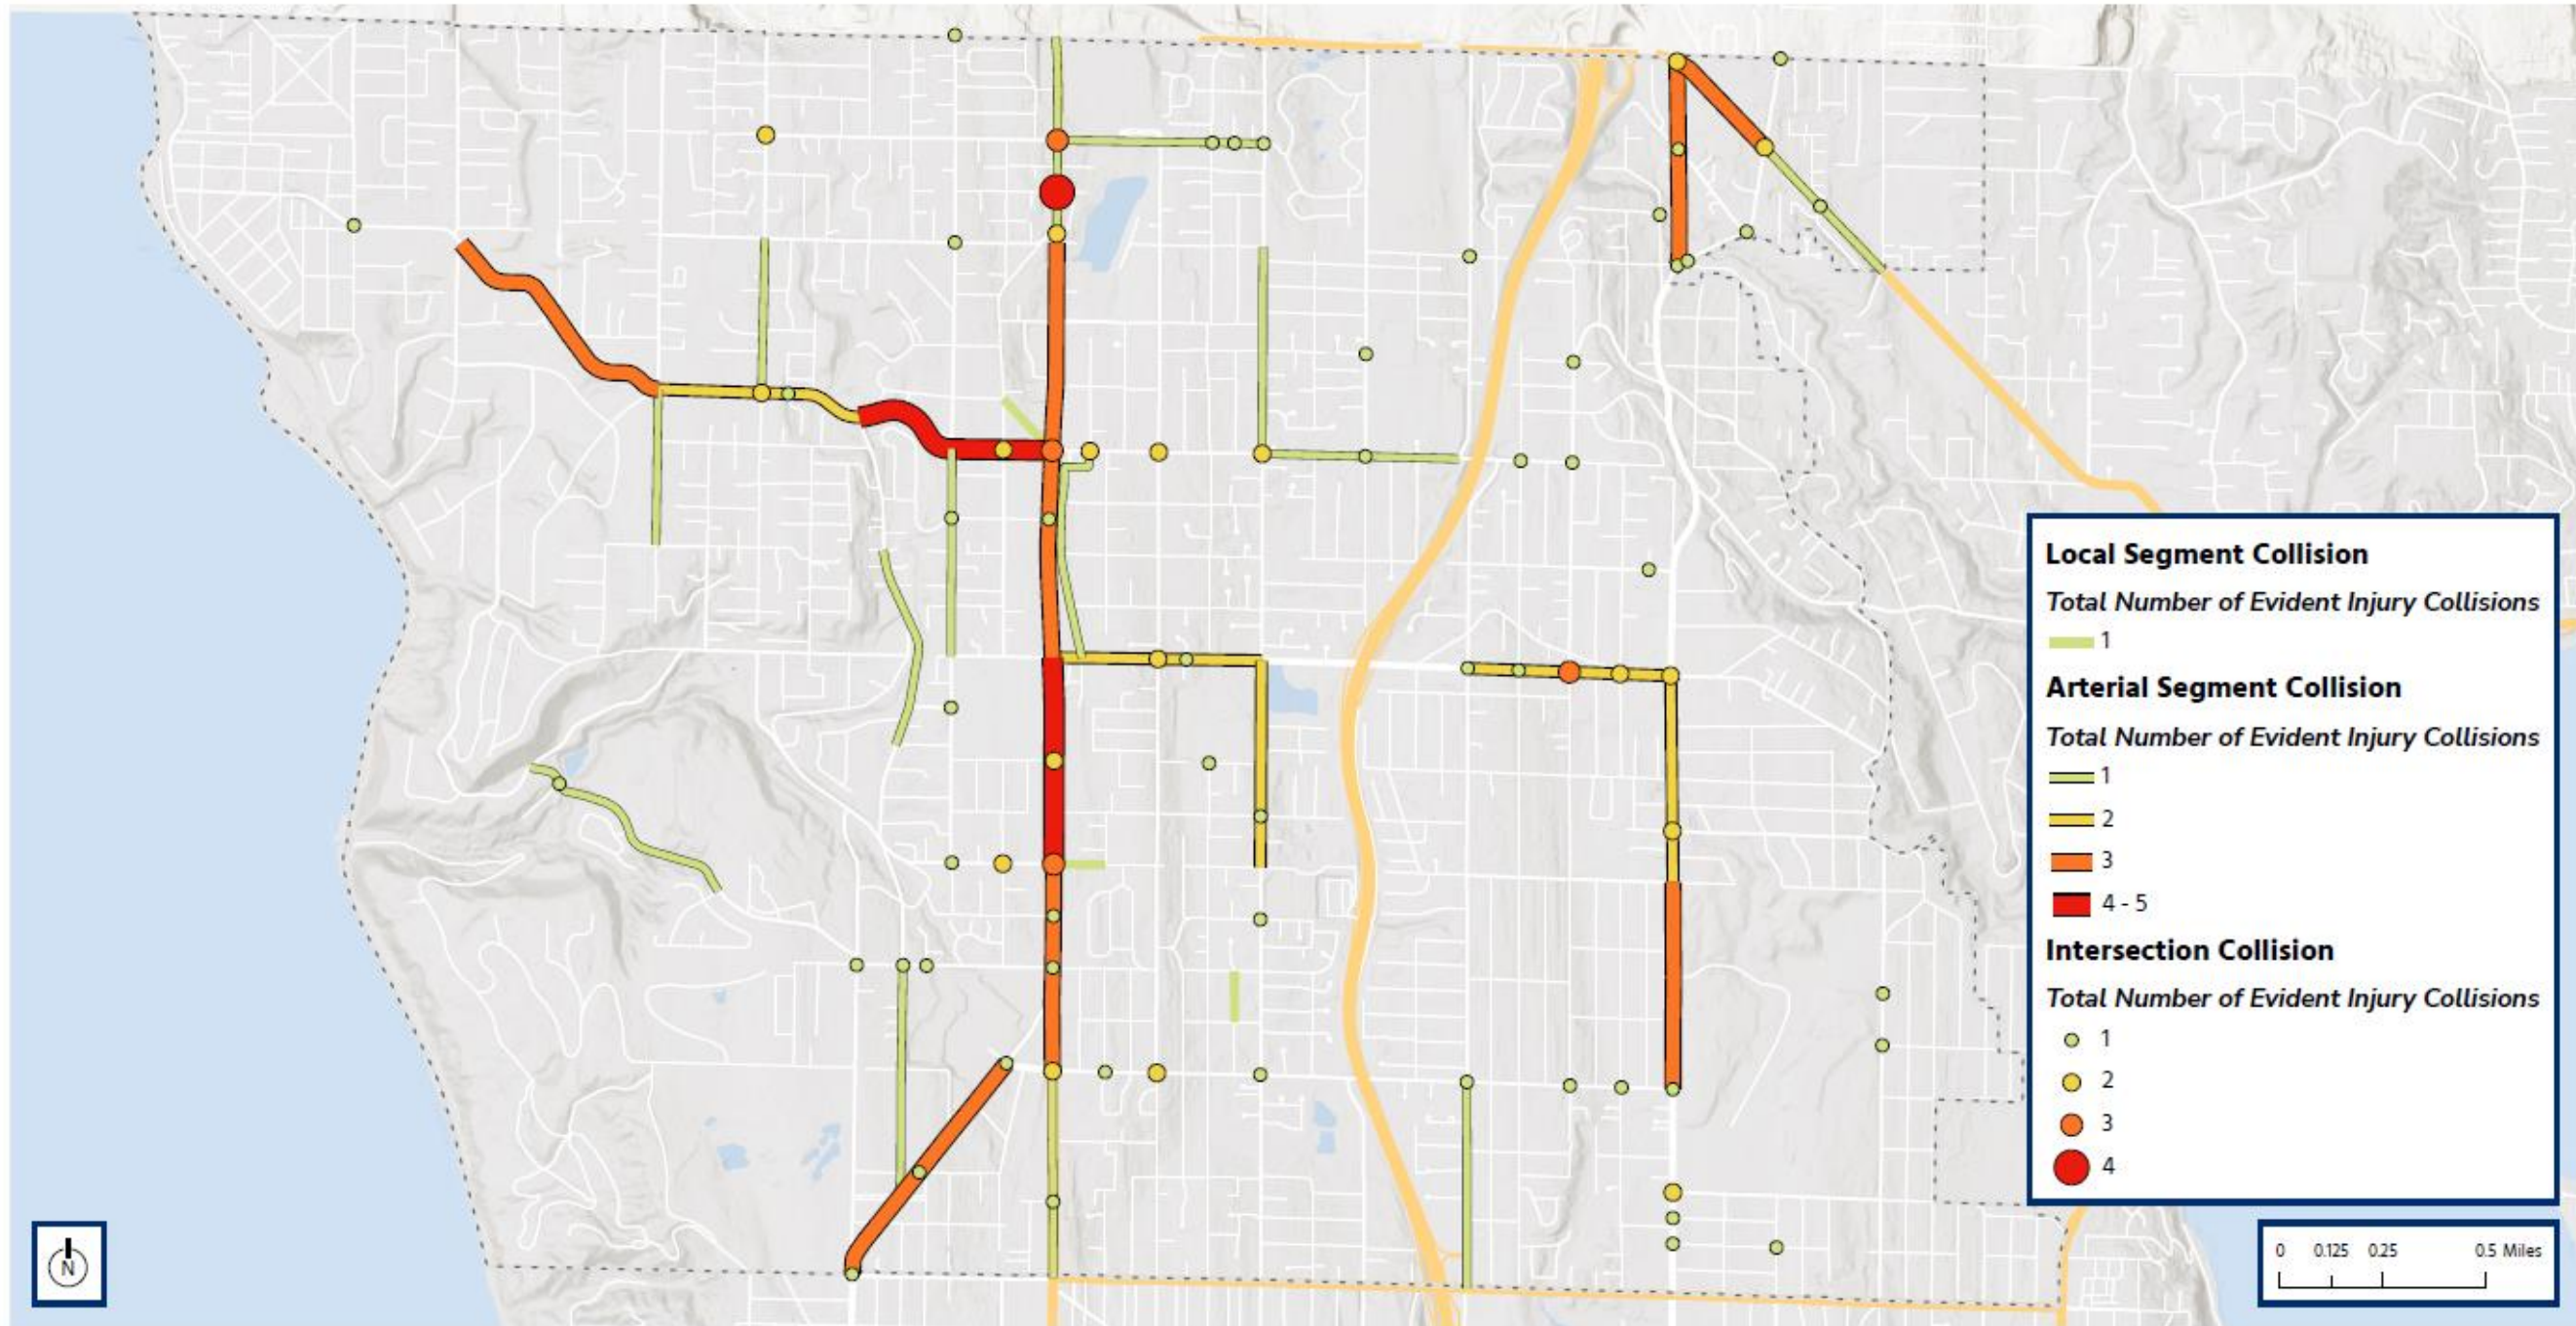 Local Segment Collision
Total Number of Evident Injury Collisions
1
Arterial Segment Collision
Total Number of Evident Injury Collisions
1
2
3
4 - 5
Intersection Collision
Total Number of Evident Injury Collisions
1
2
3
4
N
0 0.125 0.25 0.5 Miles